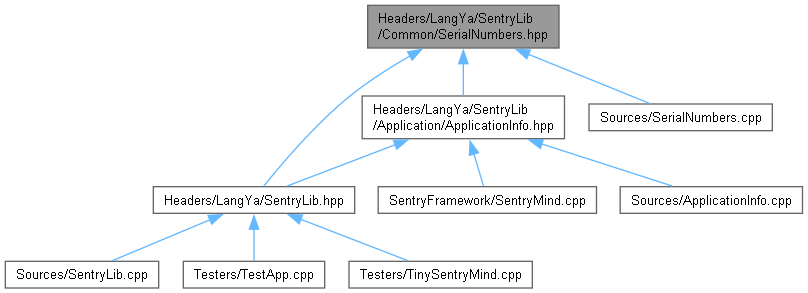 Headers/LangYa/SentryLib
/Common/SerialNumbers.hpp
Headers/LangYa/SentryLib
/Application/ApplicationInfo.hpp
Sources/SerialNumbers.cpp
Headers/LangYa/SentryLib.hpp
SentryFramework/SentryMind.cpp
Sources/ApplicationInfo.cpp
Sources/SentryLib.cpp
Testers/TestApp.cpp
Testers/TinySentryMind.cpp